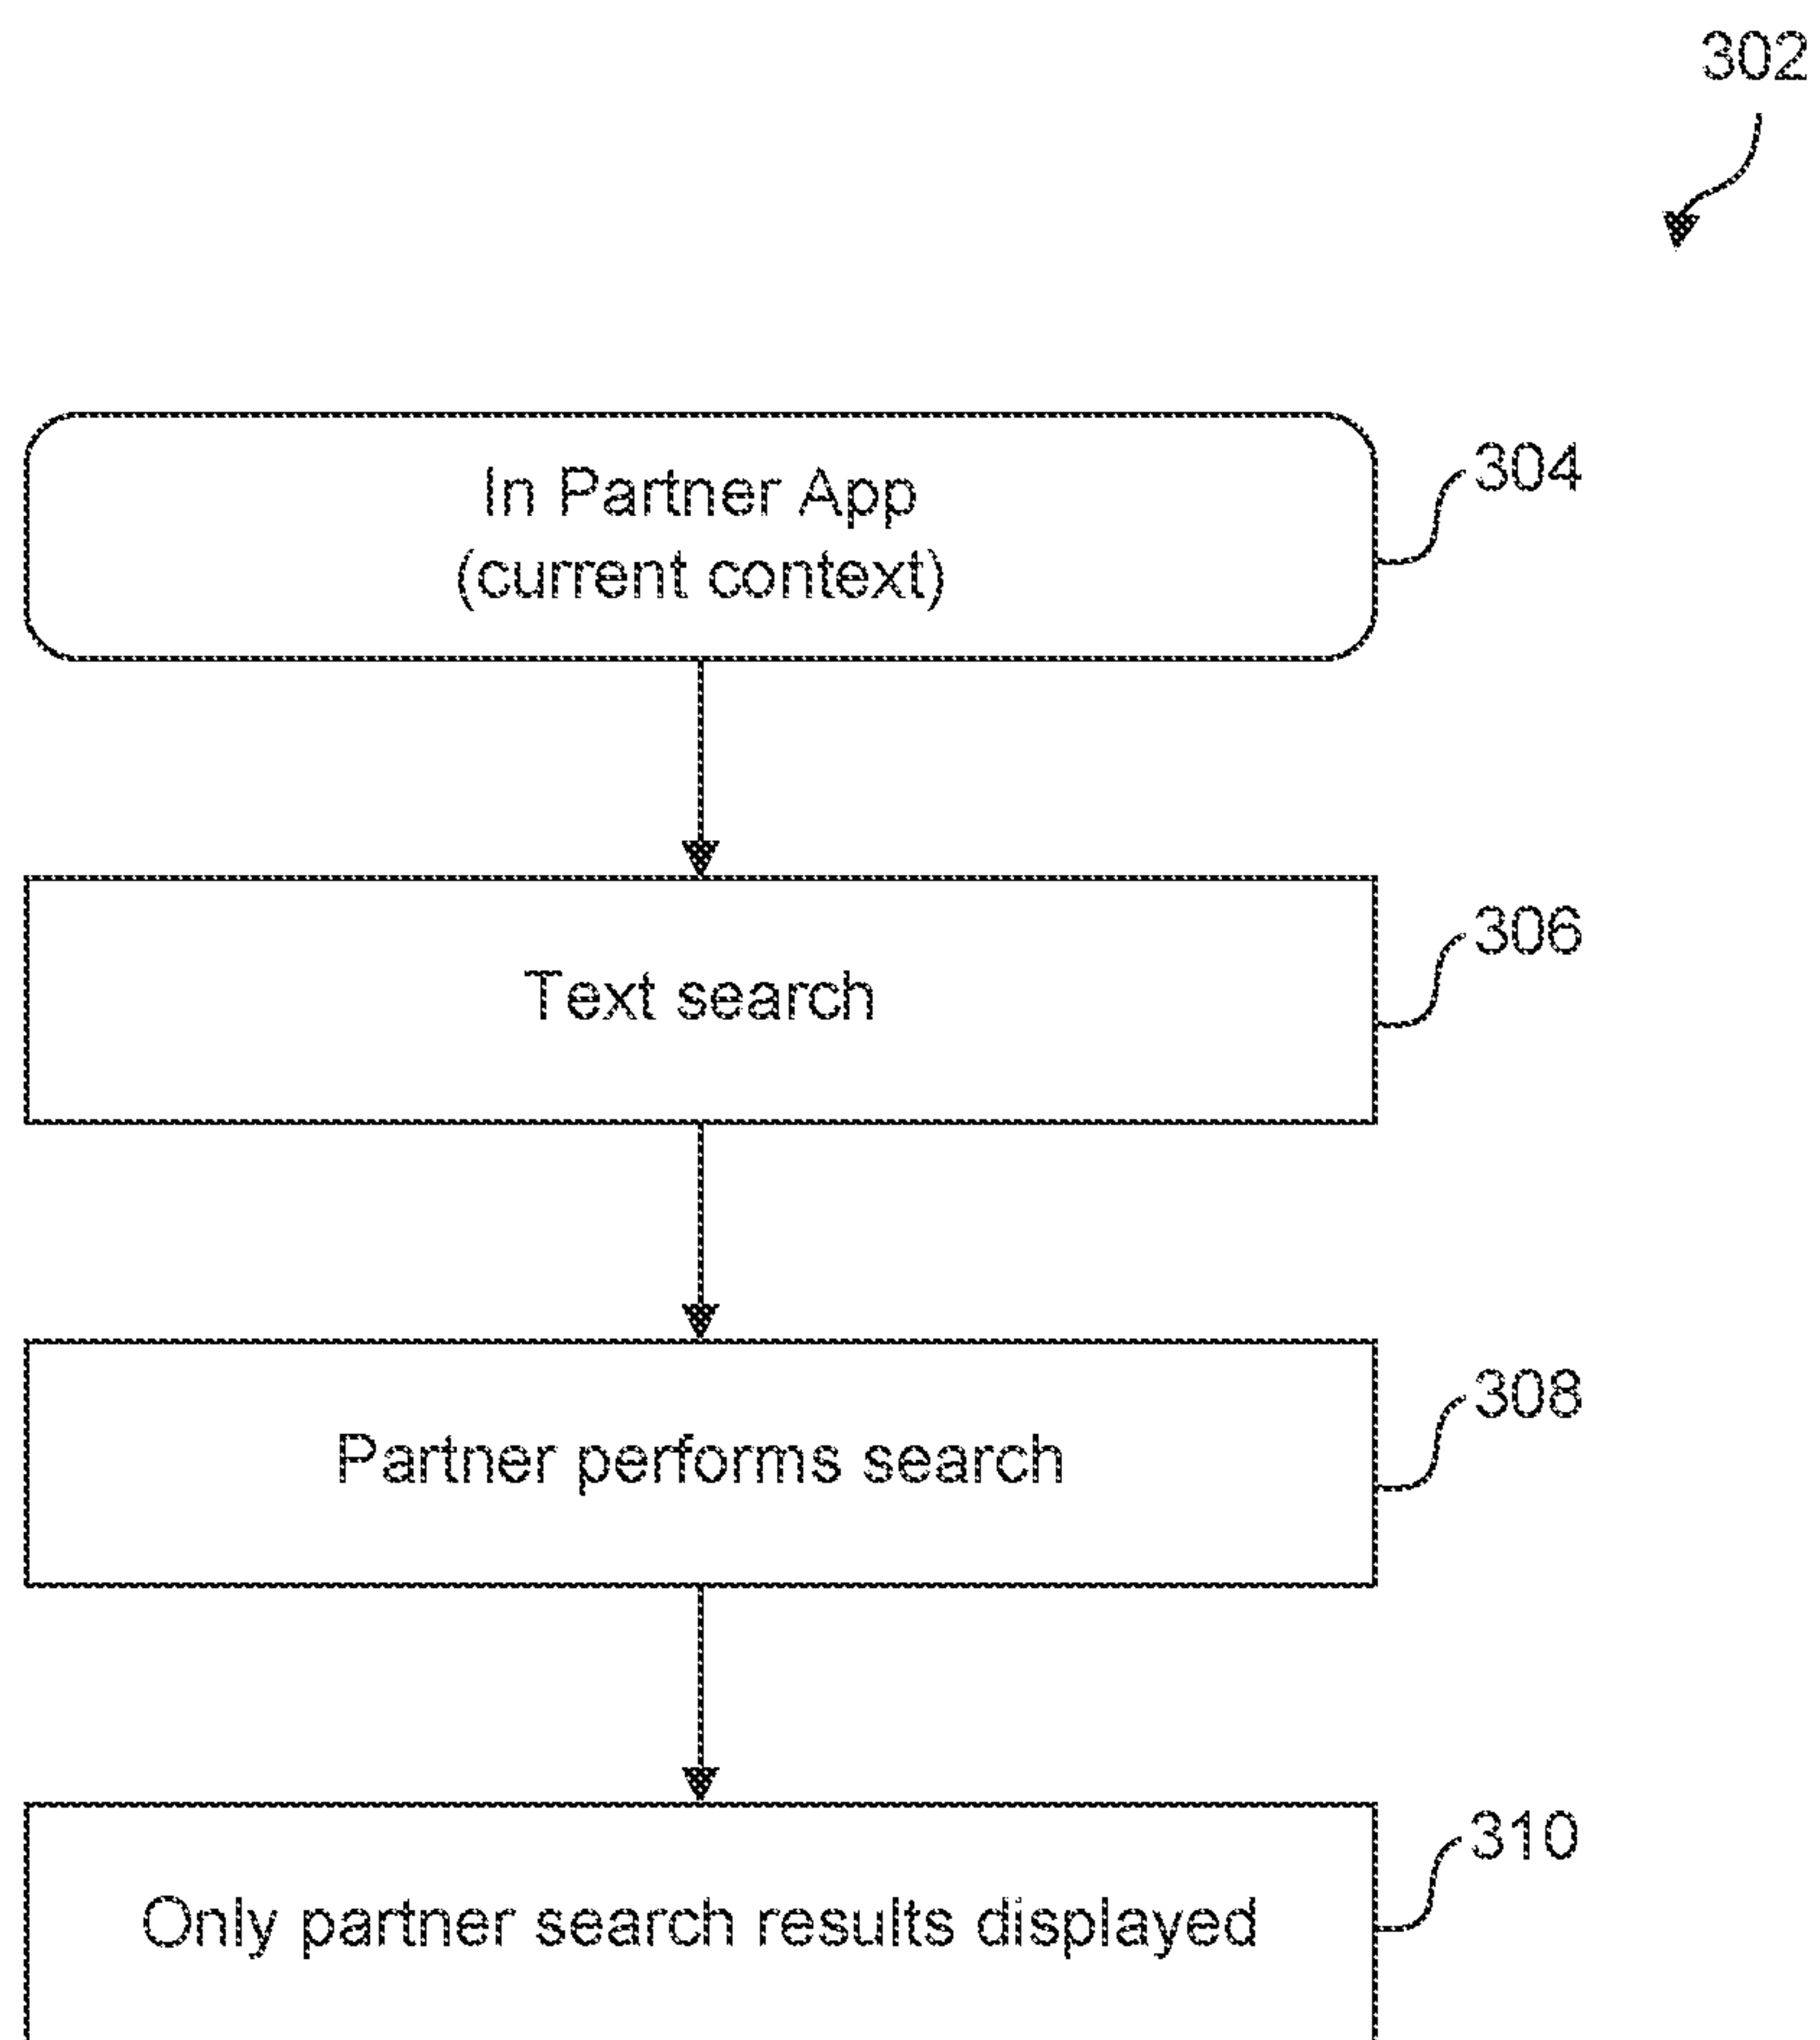 302
In Partner App
(current context)
304
Text search
306
Partner performs search
308
Only partner search results displayed
310